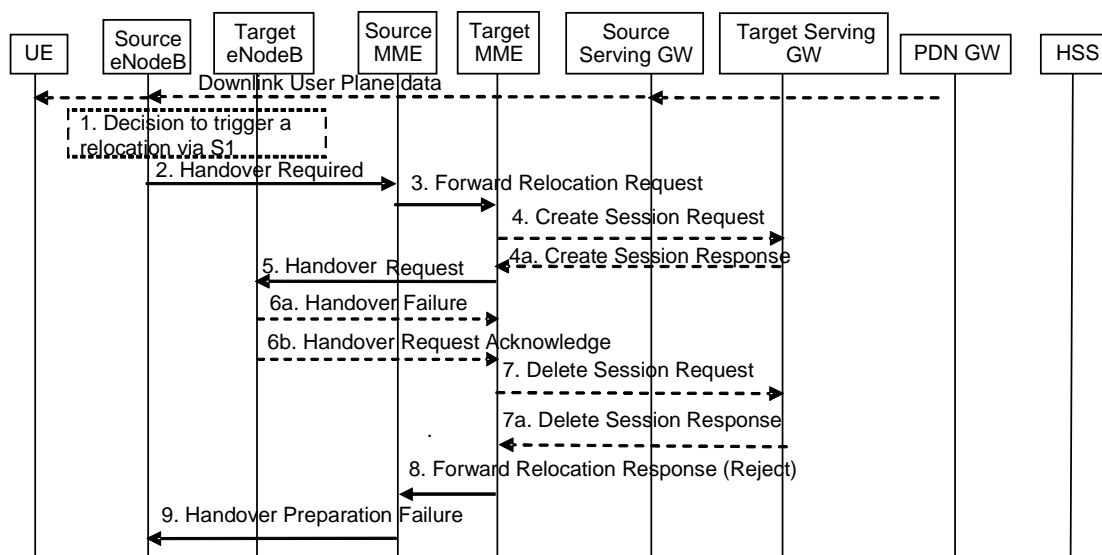 UE
Source
eNodeB
Target
eNodeB
Source
MME
Target
MME
Source
Serving GW
Target Serving
GW
PDN GW
HSS
Downlink User Plane data
1. Decision to trigger a
relocation via S1
2. Handover Required
3. Forward Relocation Request
4. Create Session Request
4a. Create Session Response
5. Handover Request
6a. Handover Failure
6b. Handover Request Acknowledge
7. Delete Session Request
7a. Delete Session Response
.
8. Forward Relocation Response (Reject)
9. Handover Preparation Failure